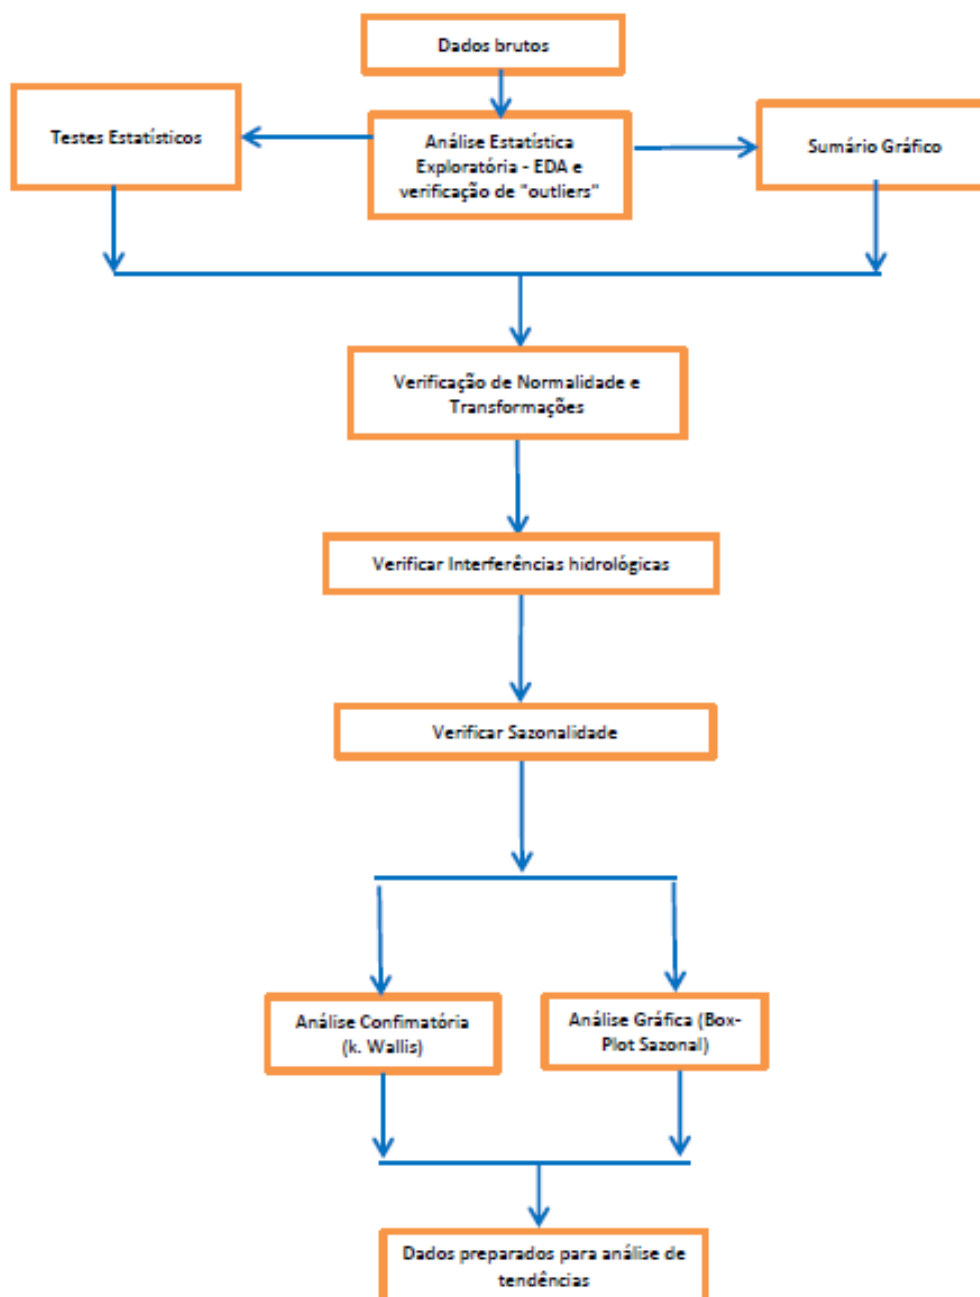 Dados brutos
Testes Estatísticos
Análise Estatística
Exploratória - EDA e
verificação de "outliers"
Sumário Gráfico
Verificação de Normalidade e
Transformações
Verificar Interferências hidrológicas
Verificar Sazonalidade
Análise Confimatória
(k. Wallis)
Análise Gráfica (Box-
Plot Sazonal)
Dados preparados para análise de
tendências